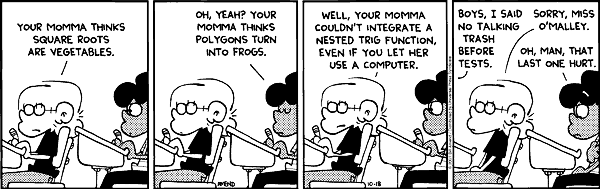 YOUR MOMMA THINKS
SQUARE ROOTS
ARE VEGETABLES.
OH, YEAH? YOUR
MOMMA THINKS
POLYGONS TURN
INTO FROGS.
AMEND
WELL, YOUR MOMMA
COULDN'T INTEGRATE A
NESTED TRIG FUNCTION,
EVEN IF YOU LET HER
USE A COMPUTER.
10-18
BOYS, I SAID
NO TALKING
TRASH
BEFORE
TESTS.
SORRY, MISS
O'MALLEY.
OH, MAN, THAT
LAST ONE HURT.